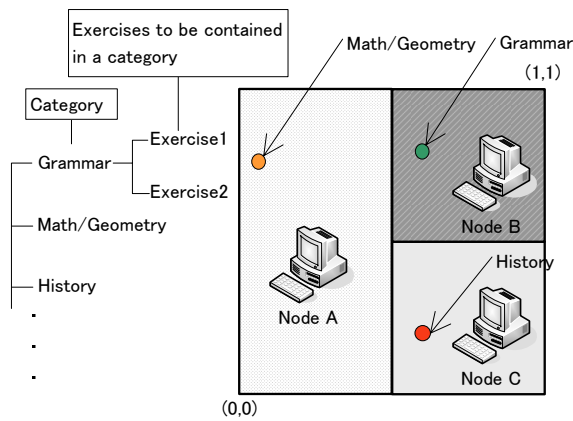 Exercises to be contained
in a category
Math/Geometry
Grammar
(1,1)
Category
Exercise1
Grammar
Exercise2
Math/Geometry
Node B
History
History
Node A
Node C
(0,0)